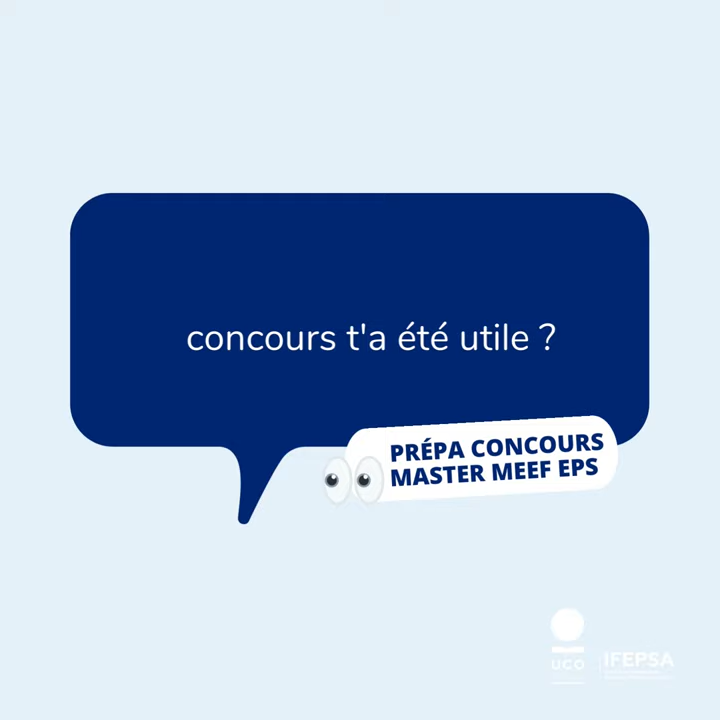 concours t'a été utile ?
PRÉPA CONCOURS
MASTER MEEF EPS
UCO
IFEPSA